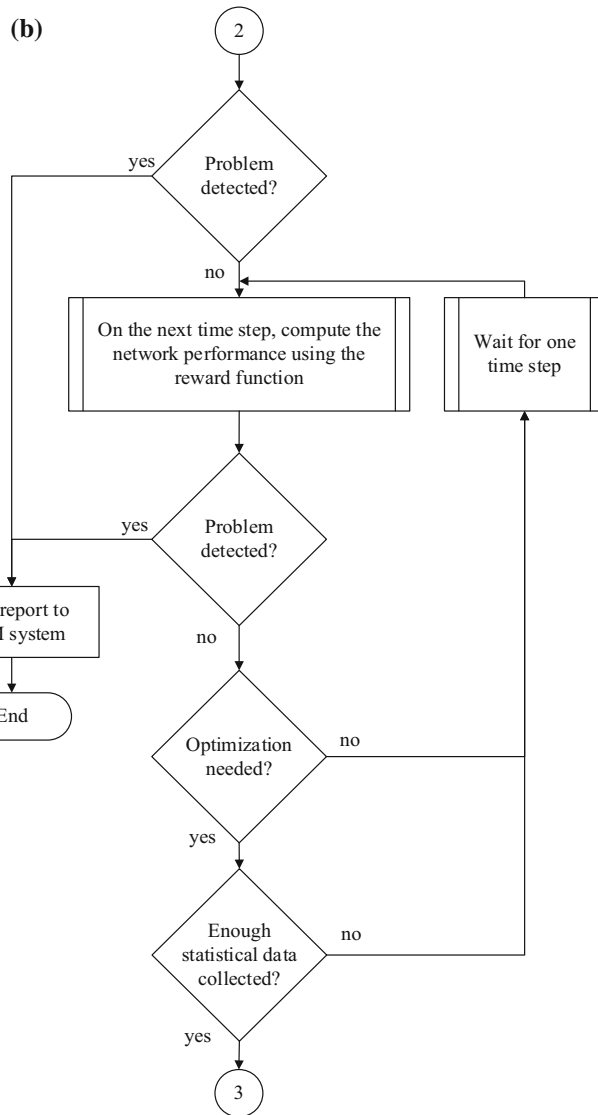 (b)
2
yes
Problem
detected?
no
On the next time step, compute the
network performance using the
reward function
Wait for one
time step
yes
Problem
detected?
report to
system
no
End
Optimization
needed?
no
yes
Enough
statistical data
collected?
no
yes
3